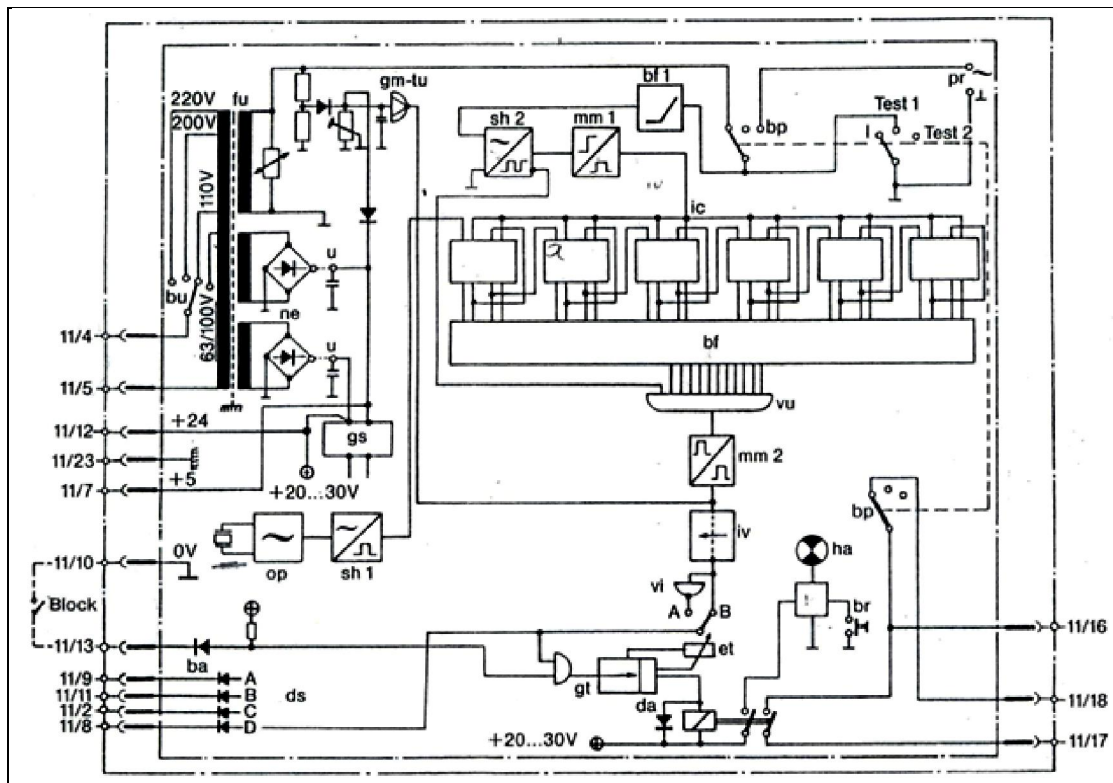 gm-tu
bf 1
pr
220V
fu
200V
sh 2
mm 1
bp
Test 1
I
Test 2
110V
ic
u
bu
ne
63/100V
11/4
u
bf
11/5
vu
11/12
+24
gs
11/23
mm 2
11/7
+5
+20...30V
bp
iv
ha
11/10
0V
op
sh 1
vi
Block
A
B
br
11/13
11/16
ba
et
11/9
A
gt
11/11
B
ds
11/2
C
da
11/18
11/8
D
+20...30V
11/17